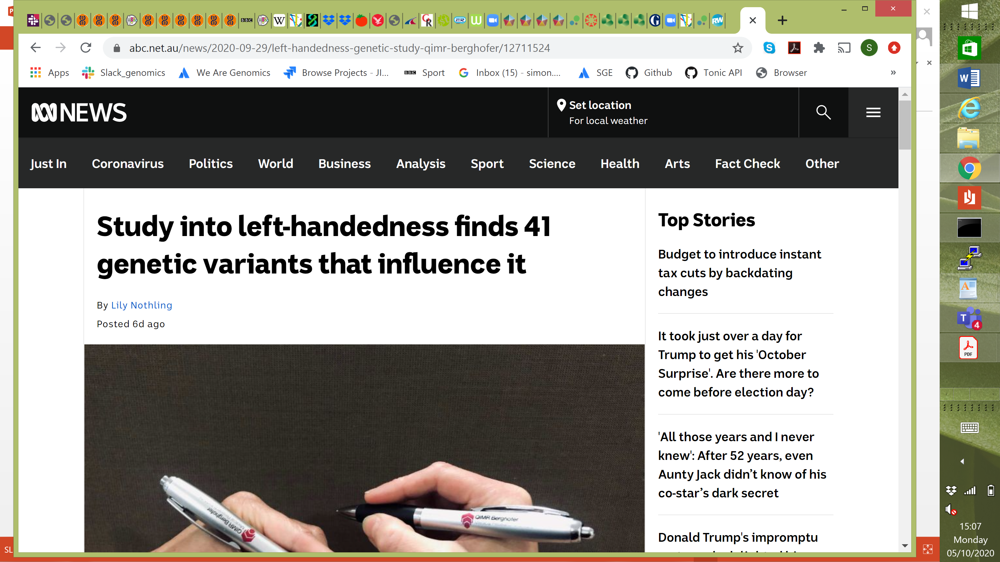 abc.net.au/news/2020-09-29/left-handedness-genetic-study-qimr-berghofer/12711524
S
Apps
Slack_genomics
We Are Genomics
Browse Projects - JI...
BBC
Sport
Inbox (15) - simon....
SGE
Github
Tonic API
Browser
»
NEWS
Set location
For local weather
Just In
Coronavirus
Politics
World
Business
Analysis
Sport
Science
Health
Arts
Fact Check
Other
Study into left-handedness finds 41
genetic variants that influence it
By Lily Nothling
Posted 6d ago
QIMR Berghofer
QIMR Berghofer
Top Stories
Budget to introduce instant
tax cuts by backdating
changes
It took just over a day for
Trump to get his 'October
Surprise'. Are there more to
come before election day?
'All those years and I never
knew': After 52 years, even
Aunty Jack didn’t know of his
co-star’s dark secret
Donald Trump's impromptu
SL
W
T
4
PDF
15:07
Monday
05/10/2020